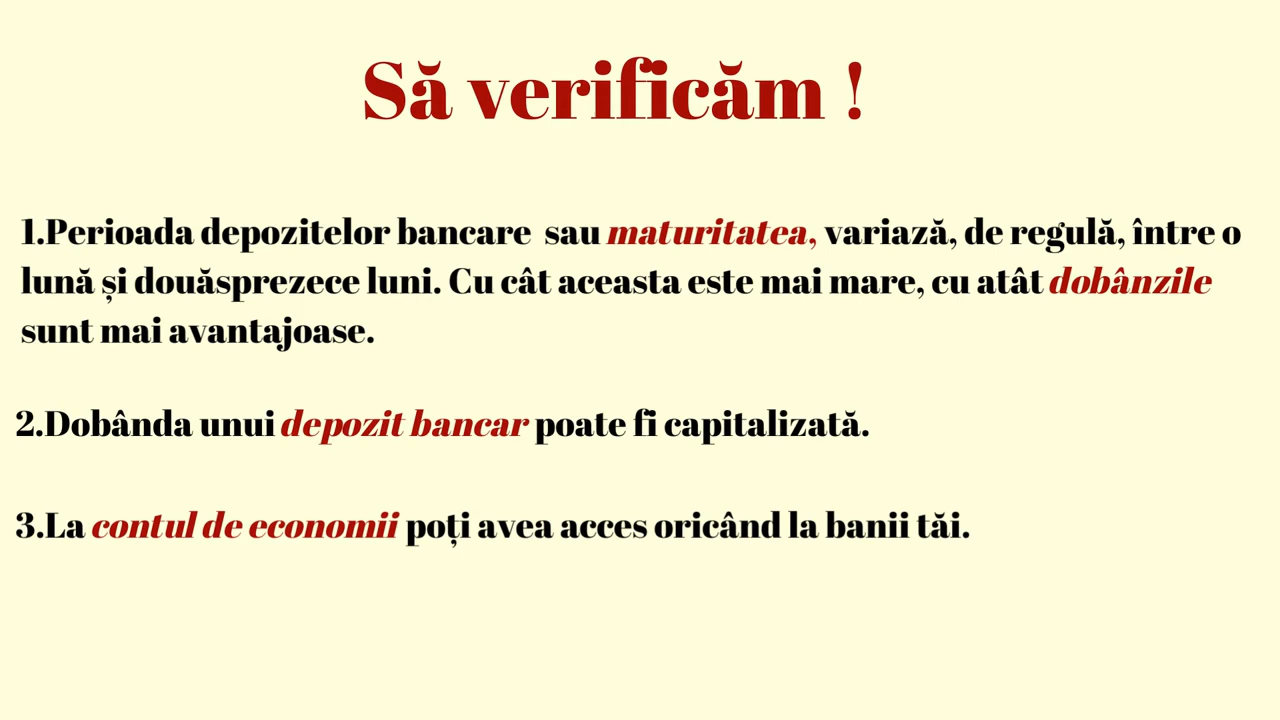 Să verificăm !
1.Perioada depozitelor bancare sau maturitatea, variază, de regulă, între o
lună și douăsprezece luni. Cu cât aceasta este mai mare, cu atât dobânzile
sunt mai avantajoase.
2.Dobânda unui depozit bancar poate fi capitalizată.
3.La contul de economii poți avea acces oricând la banii tăi.